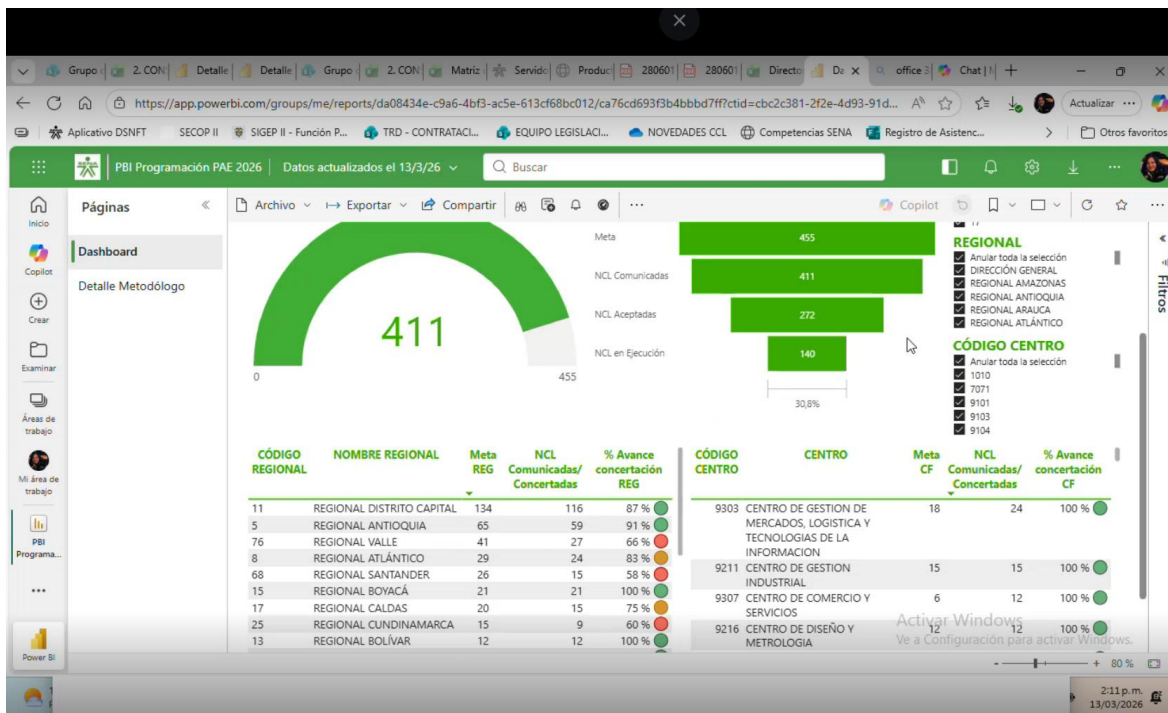 ×
Grupo
2. CON
Detalle
Detalle
Grupo
2. CON
Matriz
Servido
Produc
280601
280601
Directo
Da
office 3
Chat | M
https://app.powerbi.com/groups/me/reports/da08434e-c9a6-4bf3-ac5e-613cf68bc012/ca76cd693f3b4bbbd7ff?ctid=cbc2c381-2f2e-4d93-91d...
Actualizar ...
Aplicativo DSNFT
SECOP II
SIGEP II - Función P...
TRD - CONTRATACI...
EQUIPO LEGISLACI...
NOVEDADES CCL
Competencias SENA
Registro de Asistenc...
Otros favoritos
PBI Programación PAE 2026 | Datos actualizados el 13/3/26
Buscar
Inicio
Copilot
Crear
Examinar
Áreas de
trabajo
Mi área de
trabajo
PBI
Programa...
Power BI
Páginas
Dashboard
Detalle Metodólogo
Archivo
Exportar
Compartir
Copilot
411
0
455
Meta 455
NCL Comunicadas 411
NCL Aceptadas 272
NCL en Ejecución 140
30,8%
17
REGIONAL
Anular toda la selección
DIRECCIÓN GENERAL
REGIONAL AMAZONAS
REGIONAL ANTIOQUIA
REGIONAL ARAUCA
REGIONAL ATLÁNTICO
CÓDIGO CENTRO
Anular toda la selección
1010
7071
9101
9103
9104
Filtros
CÓDIGO NOMBRE REGIONAL Meta NCL % Avance
REGIONAL REG Comunicadas/ concertación
Concertadas REG
11 REGIONAL DISTRITO CAPITAL 134 116 87 %
5 REGIONAL ANTIOQUIA 65 59 91 %
76 REGIONAL VALLE 41 27 66 %
8 REGIONAL ATLÁNTICO 29 24 83 %
68 REGIONAL SANTANDER 26 15 58 %
15 REGIONAL BOYACÁ 21 21 100 %
17 REGIONAL CALDAS 20 15 75 %
25 REGIONAL CUNDINAMARCA 15 9 60 %
13 REGIONAL BOLÍVAR 12 12 100 %
CÓDIGO CENTRO Meta NCL % Avance
CENTRO CF Comunicadas/ concertación
Concertadas CF
9303 CENTRO DE GESTION DE 18 24 100 %
MERCADOS, LOGISTICA Y
TECNOLOGIAS DE LA
INFORMACION
9211 CENTRO DE GESTION 15 15 100 %
INDUSTRIAL
9307 CENTRO DE COMERCIO Y 6 12 100 %
SERVICIOS
9216 CENTRO DE DISEÑO Y 12 12 100 %
METROLOGIA
Activar Windows
Ve a Configuración para activar Windows.
- + 80 %
2:11 p.m.
13/03/2026